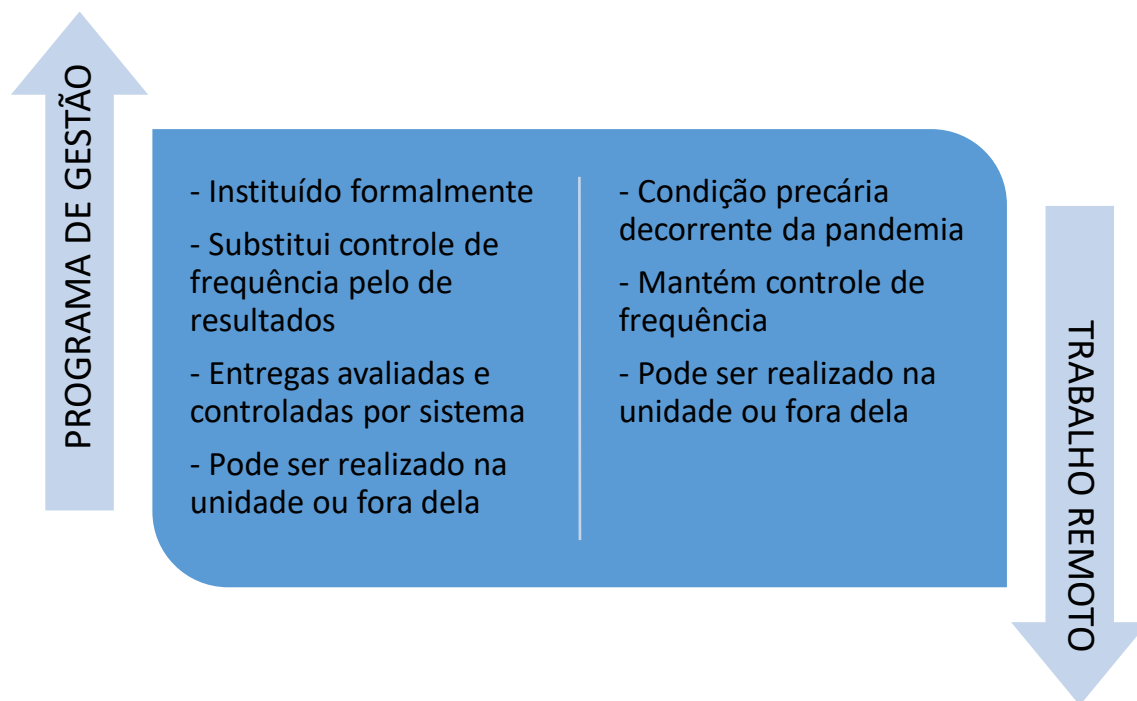 PROGRAMA DE GESTÃO
- Instituído formalmente
- Substitui controle de
frequência pelo de
resultados
- Entregas avaliadas e
controladas por sistema
- Pode ser realizado na
unidade ou fora dela
- Condição precária
decorrente da pandemia
- Mantém controle de
frequência
- Pode ser realizado na
unidade ou fora dela
TRABALHO REMOTO